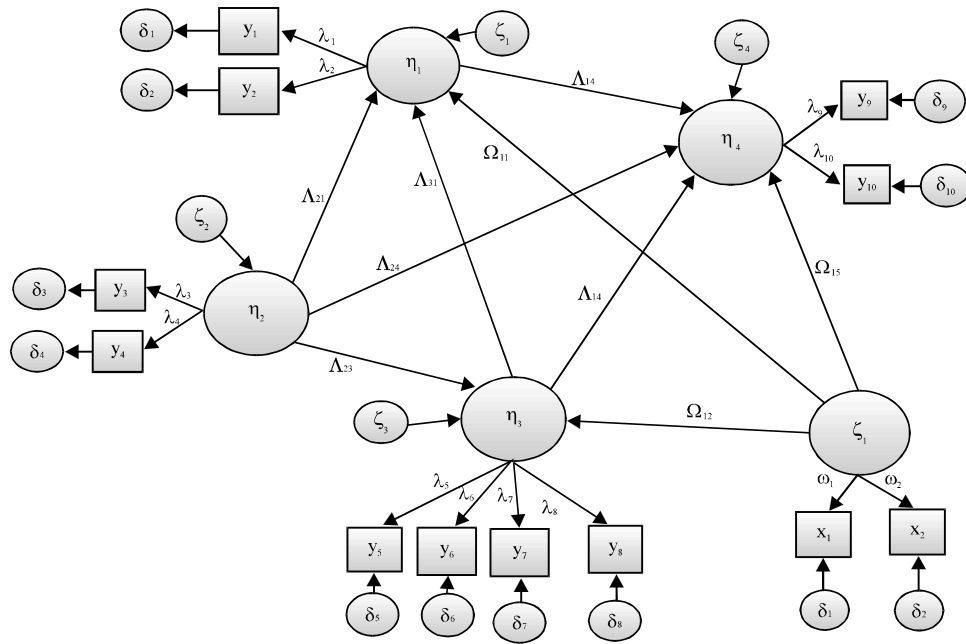 δ₁ y₁ λ₁ η₁ ζ₁ ζ₄
δ₂ y₂ λ₂ Λ₁₄ λ₉ y₉ δ₉
η₄ λ₁₀ y₁₀ δ₁₀
Ω₁₁
Λ₃₁
Λ₂₁
ζ₂
Λ₂₄ Ω₁₅
δ₃ y₃ λ₃ η₂ Λ₁₄
δ₄ y₄ λ₄
Λ₂₃
ζ₃ η₃ Ω₁₂ ζ₁
λ₅ λ₆ λ₇ λ₈ ω₁ ω₂
y₅ y₆ y₇ y₈ x₁ x₂
δ₅ δ₆ δ₇ δ₈ δ₁ δ₂